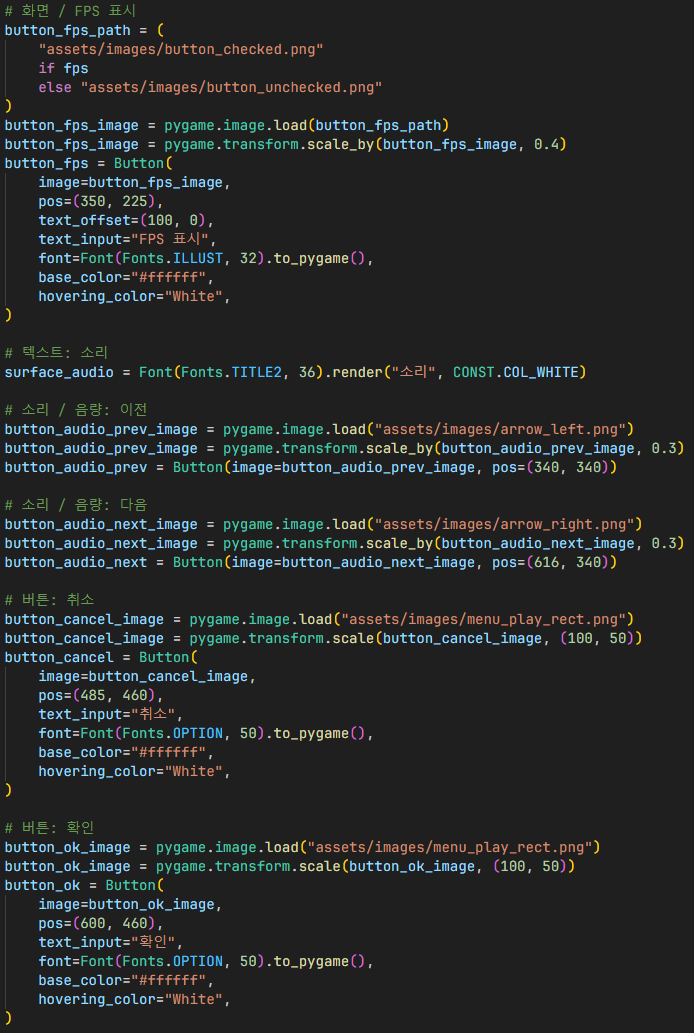 # 화면 / FPS 표시
button_fps_path = (
    "assets/images/button_checked.png"
    if fps
    else "assets/images/button_unchecked.png"
)
button_fps_image = pygame.image.load(button_fps_path)
button_fps_image = pygame.transform.scale_by(button_fps_image, 0.4)
button_fps = Button(
    image=button_fps_image,
    pos=(350, 225),
    text_offset=(100, 0),
    text_input="FPS 표시",
    font=Font(Fonts.ILLUST, 32).to_pygame(),
    base_color="#ffffff",
    hovering_color="White",
)

# 텍스트: 소리
surface_audio = Font(Fonts.TITLE2, 36).render("소리", CONST.COL_WHITE)

# 소리 / 음량: 이전
button_audio_prev_image = pygame.image.load("assets/images/arrow_left.png")
button_audio_prev_image = pygame.transform.scale_by(button_audio_prev_image, 0.3)
button_audio_prev = Button(image=button_audio_prev_image, pos=(340, 340))

# 소리 / 음량: 다음
button_audio_next_image = pygame.image.load("assets/images/arrow_right.png")
button_audio_next_image = pygame.transform.scale_by(button_audio_next_image, 0.3)
button_audio_next = Button(image=button_audio_next_image, pos=(616, 340))

# 버튼: 취소
button_cancel_image = pygame.image.load("assets/images/menu_play_rect.png")
button_cancel_image = pygame.transform.scale(button_cancel_image, (100, 50))
button_cancel = Button(
    image=button_cancel_image,
    pos=(485, 460),
    text_input="취소",
    font=Font(Fonts.OPTION, 50).to_pygame(),
    base_color="#ffffff",
    hovering_color="White",
)

# 버튼: 확인
button_ok_image = pygame.image.load("assets/images/menu_play_rect.png")
button_ok_image = pygame.transform.scale(button_ok_image, (100, 50))
button_ok = Button(
    image=button_ok_image,
    pos=(600, 460),
    text_input="확인",
    font=Font(Fonts.OPTION, 50).to_pygame(),
    base_color="#ffffff",
    hovering_color="White",
)